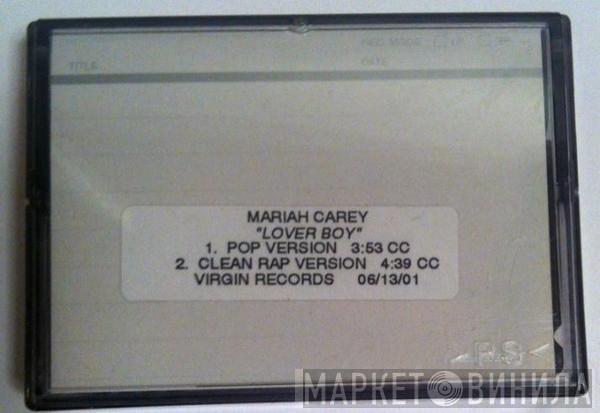 REC MODE
TITLE
DATE
MARIAH CAREY
"LOVER BOY"
1. POP VERSION 3:53 CC
2. CLEAN RAP VERSION 4:39 CC
VIRGIN RECORDS 06/13/01
МАРКЕТ ВИНИЛА